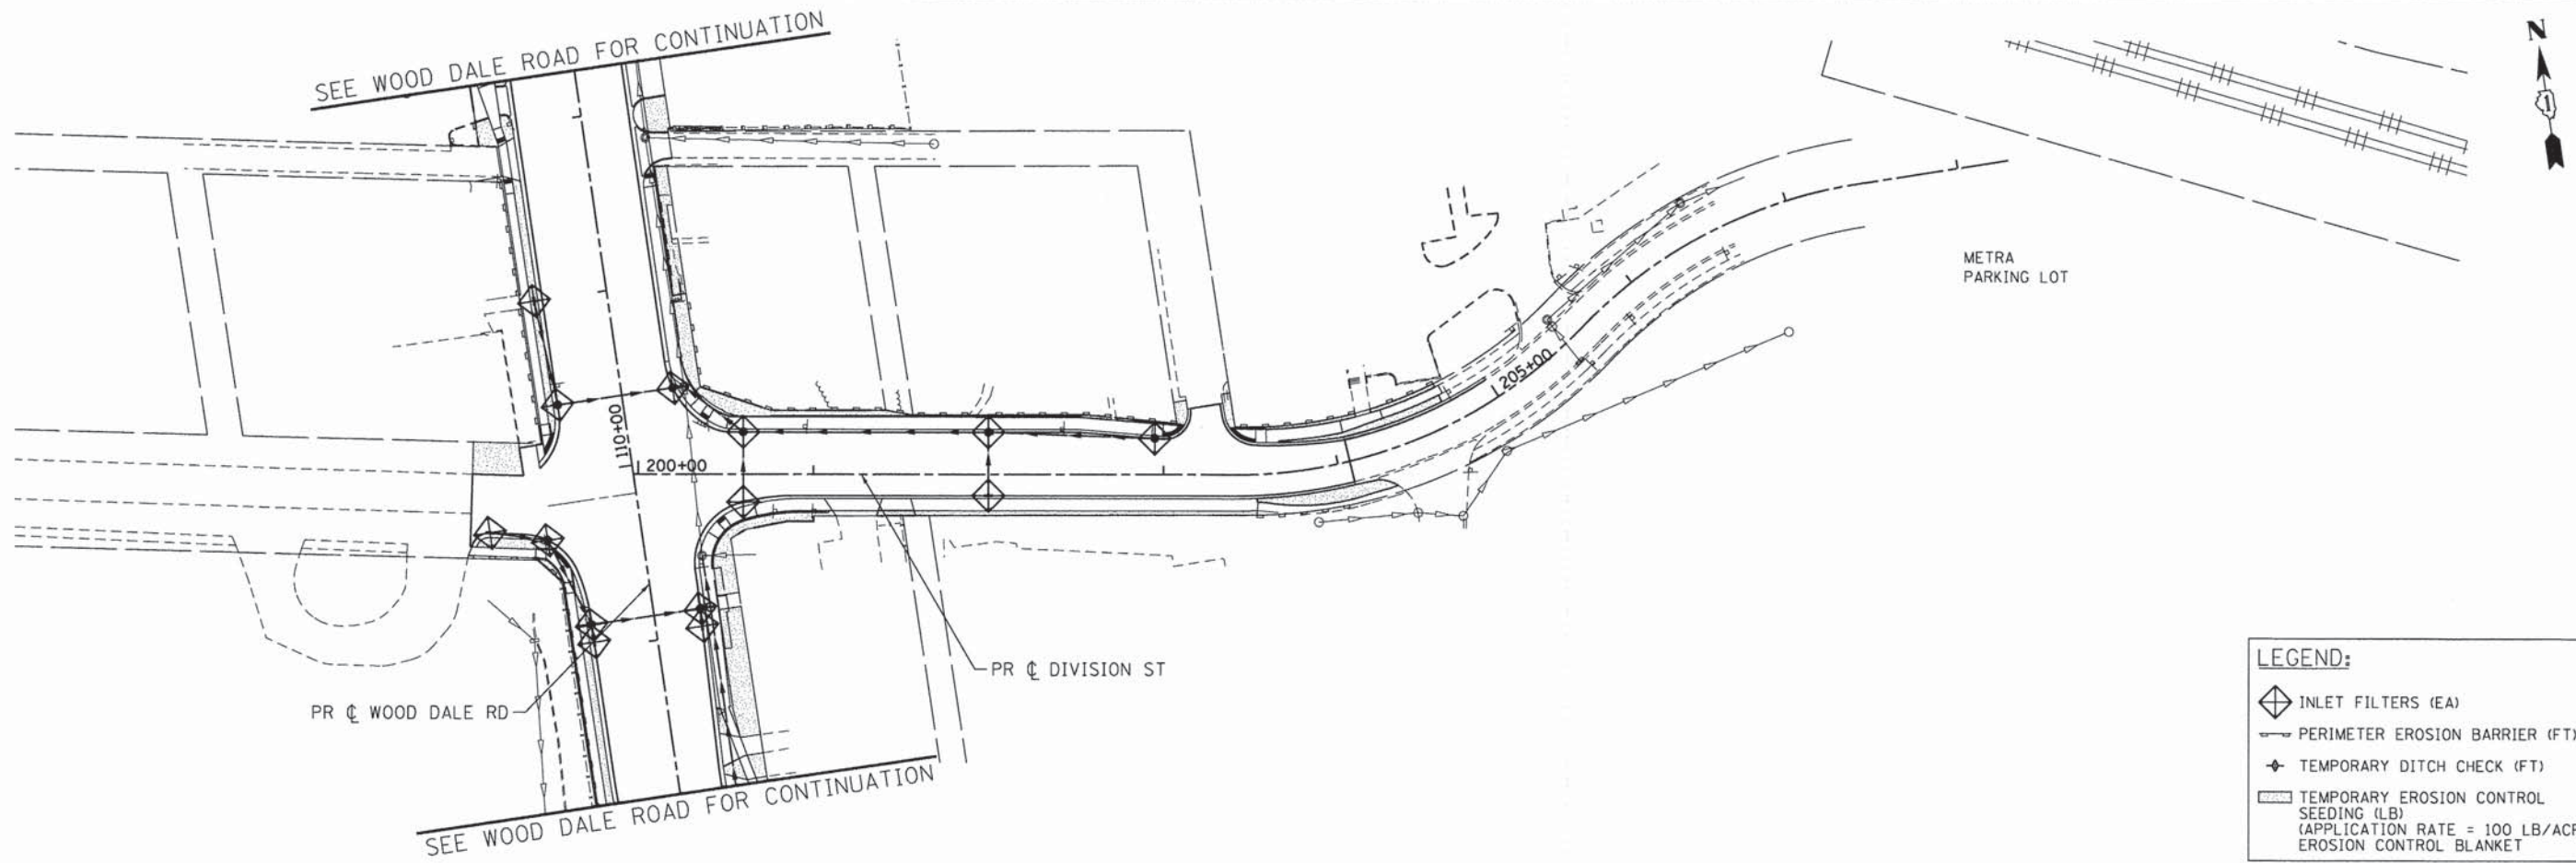 SEE WOOD DALE ROAD FOR CONTINUATION
N
1
METRA
PARKING LOT
110+00
200+00
205+00
PR ℄ DIVISION ST
PR ℄ WOOD DALE RD
SEE WOOD DALE ROAD FOR CONTINUATION
LEGEND:
INLET FILTERS (EA)
PERIMETER EROSION BARRIER (FT)
TEMPORARY DITCH CHECK (FT)
TEMPORARY EROSION CONTROL
SEEDING (LB)
(APPLICATION RATE = 100 LB/ACR
EROSION CONTROL BLANKET